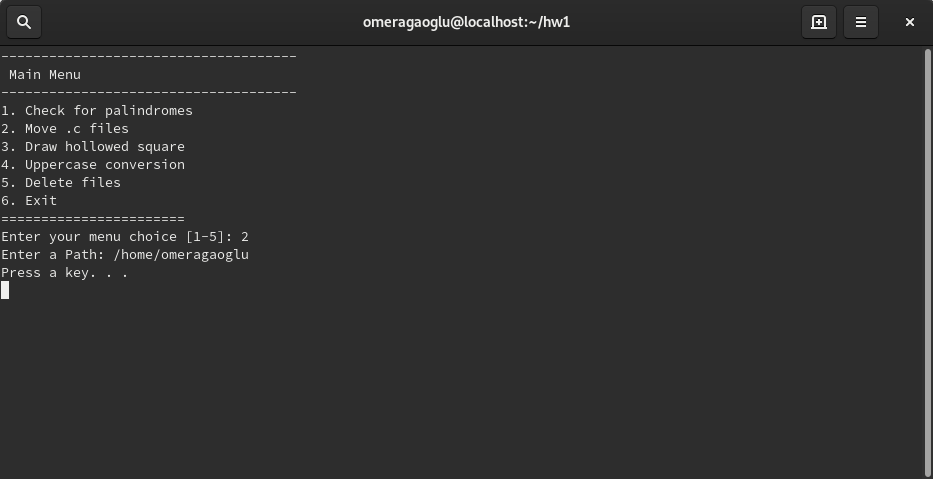 omeragaoglu@localhost:~/hw1
-------------------------------------
 Main Menu
-------------------------------------
1. Check for palindromes
2. Move .c files
3. Draw hollowed square
4. Uppercase conversion
5. Delete files
6. Exit
=======================
Enter your menu choice [1-5]: 2
Enter a Path: /home/omeragaoglu
Press a key. . .